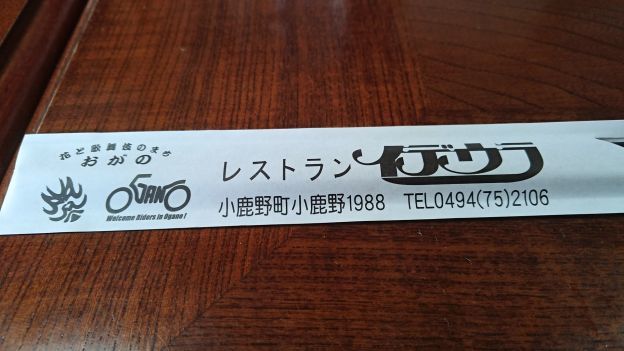 花と歌舞伎のまち
おがの
OGANO
Welcome Riders in Ogano!
レストラン イデウラ
小鹿野町小鹿野1988 TEL0494(75)2106